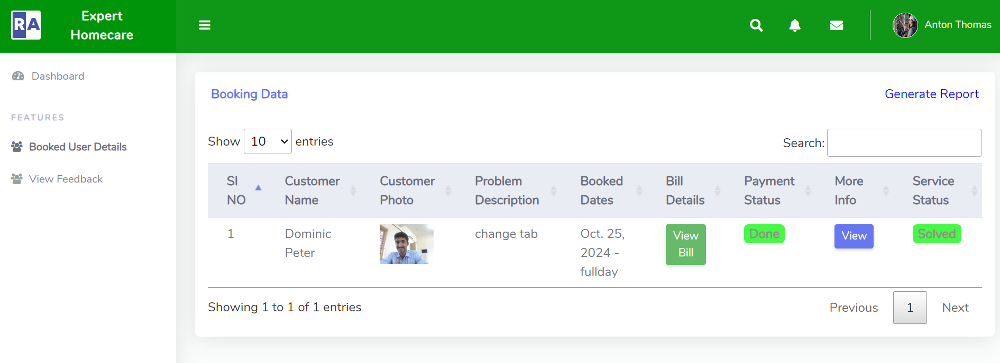 RA
Expert
Homecare
Anton Thomas
Dashboard
FEATURES
Booked User Details
View Feedback
Booking Data
Generate Report
Show 10 entries
Search:
SI NO
Customer Name
Customer Photo
Problem Description
Booked Dates
Bill Details
Payment Status
More Info
Service Status
1
Dominic Peter
change tab
Oct. 25, 2024 - fullday
View Bill
Done
View
Solved
Showing 1 to 1 of 1 entries
Previous 1 Next